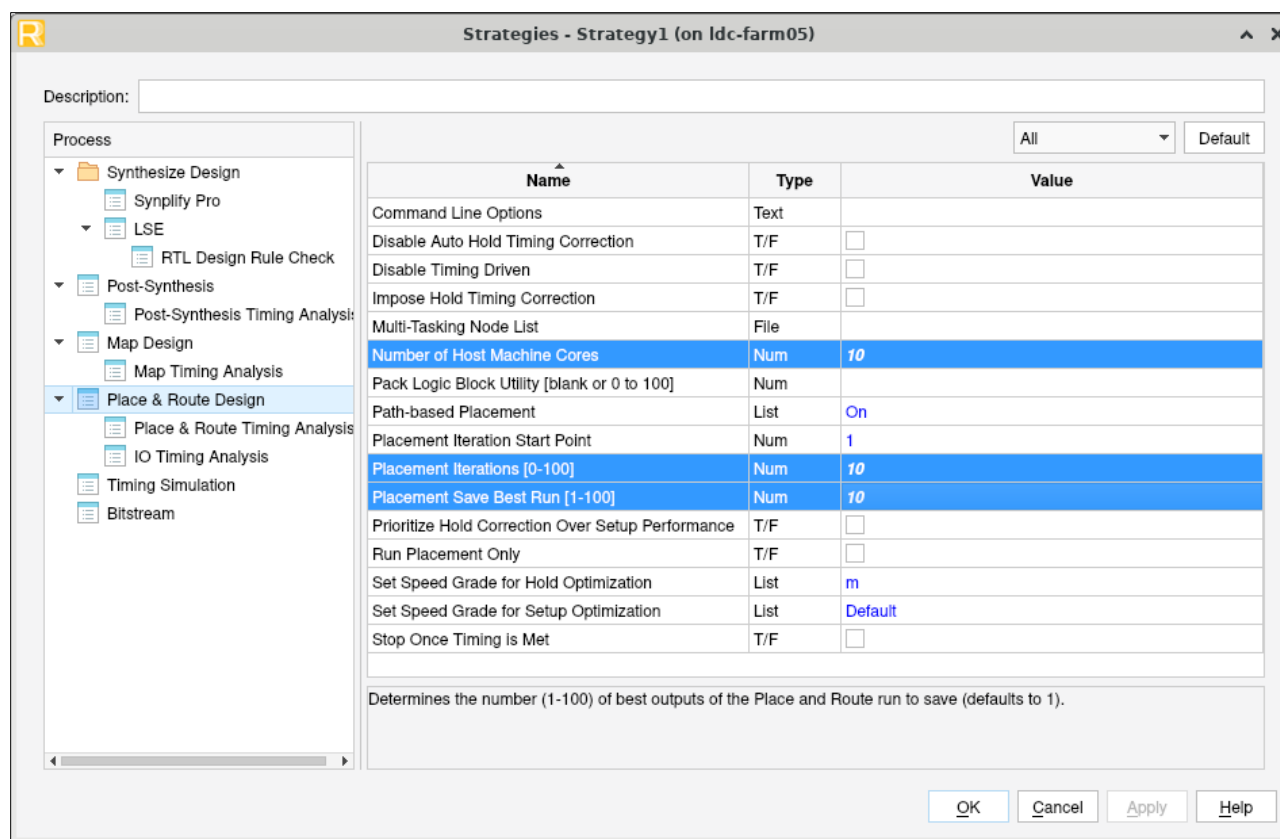 Strategies - Strategy1 (on ldc-farm05)
Description:
Process
All
Default
Synthesize Design
Synplify Pro
LSE
RTL Design Rule Check
Post-Synthesis
Post-Synthesis Timing Analysis
Map Design
Map Timing Analysis
Place & Route Design
Place & Route Timing Analysis
IO Timing Analysis
Timing Simulation
Bitstream
Name Type Value
Command Line Options Text
Disable Auto Hold Timing Correction T/F
Disable Timing Driven T/F
Impose Hold Timing Correction T/F
Multi-Tasking Node List File
Number of Host Machine Cores Num 10
Pack Logic Block Utility [blank or 0 to 100] Num
Path-based Placement List On
Placement Iteration Start Point Num 1
Placement Iterations [0-100] Num 10
Placement Save Best Run [1-100] Num 10
Prioritize Hold Correction Over Setup Performance T/F
Run Placement Only T/F
Set Speed Grade for Hold Optimization List m
Set Speed Grade for Setup Optimization List Default
Stop Once Timing is Met T/F
Determines the number (1-100) of best outputs of the Place and Route run to save (defaults to 1).
OK Cancel Apply Help